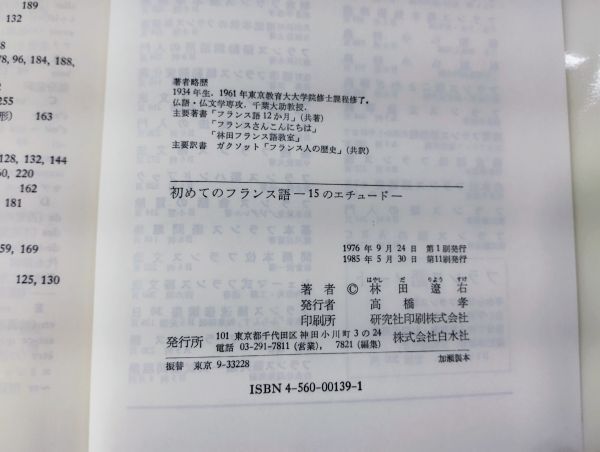 189
132
8
78, 96, 184, 188,
2
255
形) 163
128, 132, 144
60, 220
162
181
59, 169
125, 130
著者略歴
1934年生.1961年東京教育大大学院修士課程修了.
仏語・仏文学専攻.千葉大助教授.
主要著書「フランス語12か月」(共著)
「フランスさんこんにちは」
「林田フランス語教室」
主要訳書 ガクソット「フランス人の歴史」(共訳)
初めてのフランス語―15のエチュード―
1976年9月24日 第1刷発行
1985年5月30日 第11刷発行
はやし だ りよう すけ
著者 © 林田遼右
発行者 高橋孝
印刷所 研究社印刷株式会社
発行所 101 東京都千代田区神田小川町3の24 株式会社白水社
電話 03-291-7811(営業), 7821(編集)
振替 東京 9-33228 加瀬製本
ISBN 4-560-00139-1